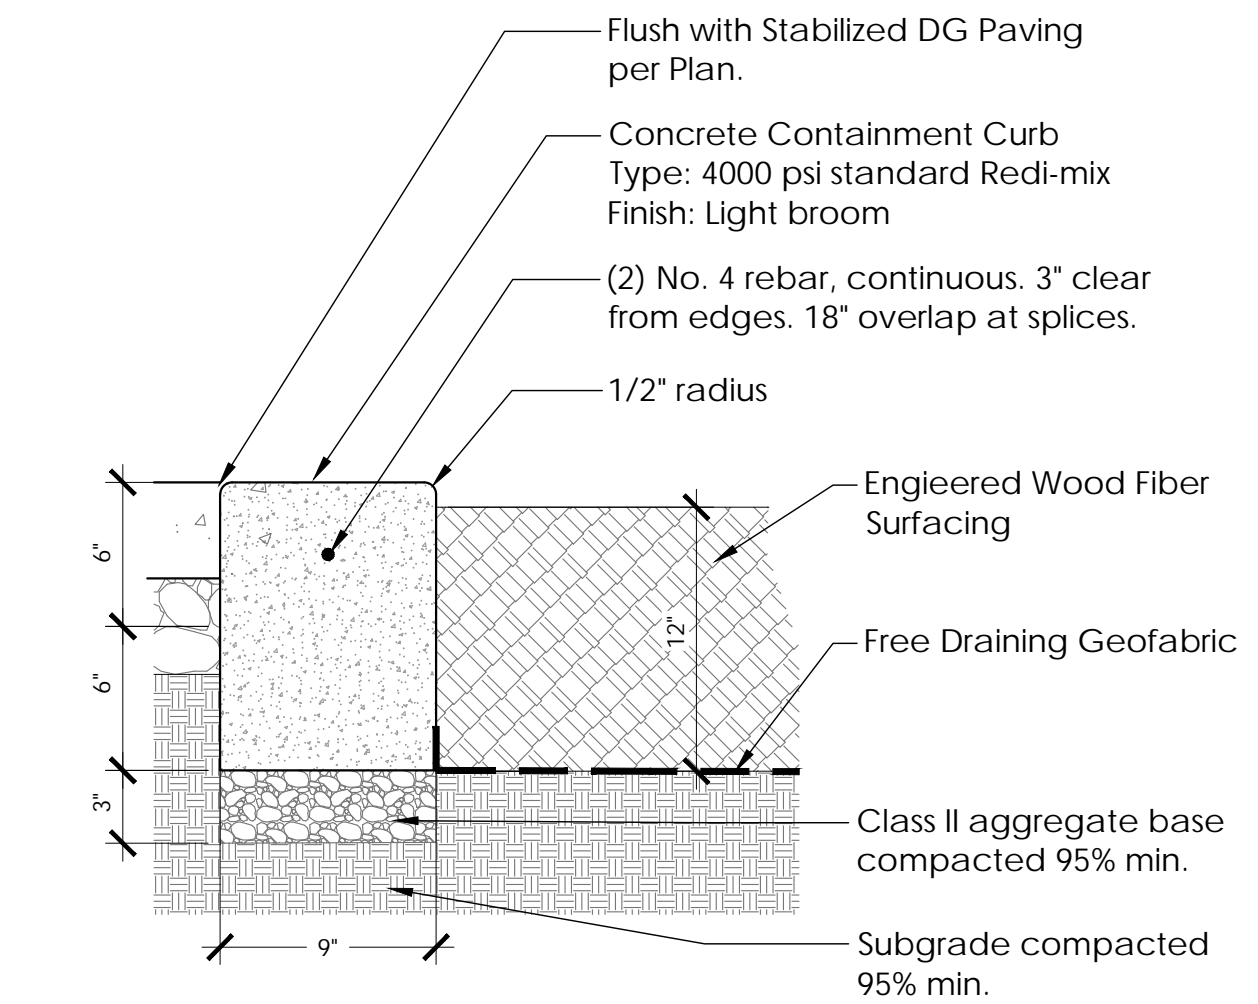 Flush with Stabilized DG Paving
per Plan.
Concrete Containment Curb
Type: 4000 psi standard Redi-mix
Finish: Light broom
(2) No. 4 rebar, continuous. 3" clear
from edges. 18" overlap at splices.
1/2" radius
Engieered Wood Fiber
Surfacing
6"
12"
Free Draining Geofabric
6"
3"
Class II aggregate base
compacted 95% min.
9"
Subgrade compacted
95% min.